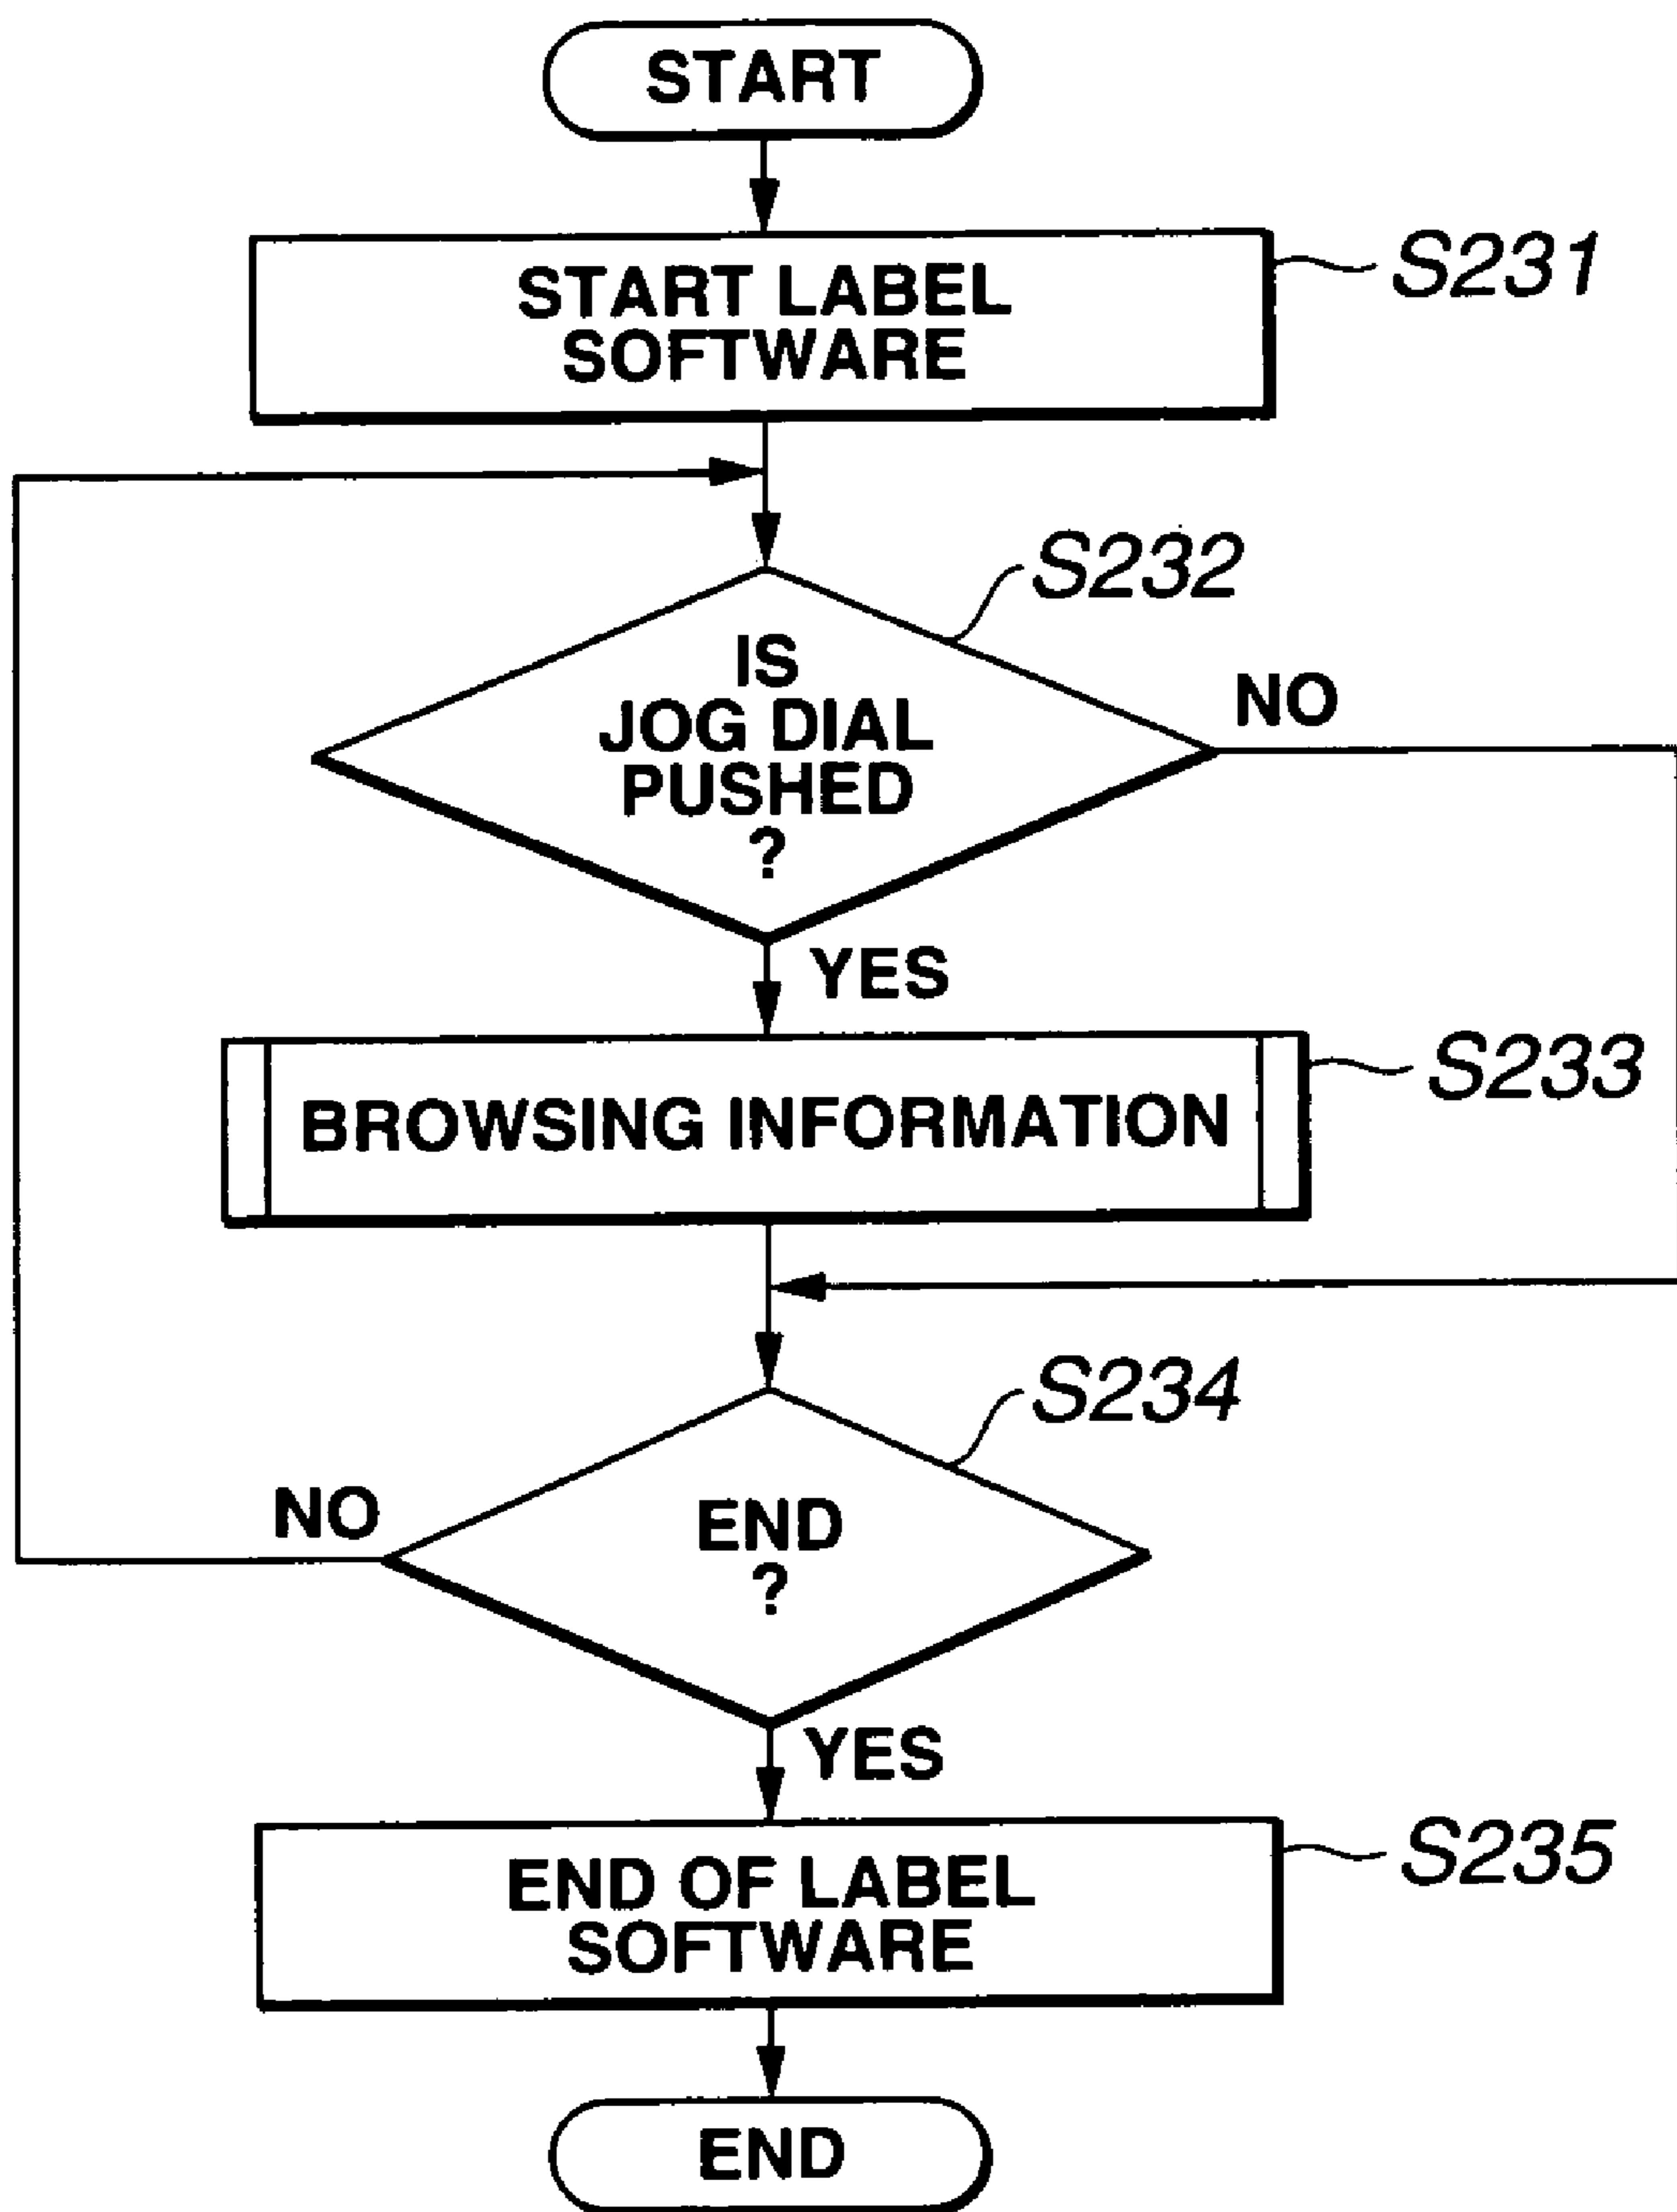 START
START LABEL
SOFTWARE
S231
S232
IS
JOG DIAL
PUSHED
?
NO
YES
BROWSING INFORMATION
S233
S234
END
?
NO
YES
END OF LABEL
SOFTWARE
S235
END